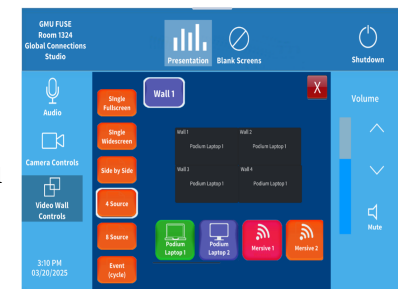 GMU FUSE
Room 1324
Global Connections
Studio
Presentation
Blank Screens
Shutdown
Audio
Camera Controls
Video Wall
Controls
3:10 PM
03/20/2025
Single
Fullscreen
Single
Widescreen
Side by Side
4 Source
8 Source
Event
(cycle)
Wall 1
X
Wall 1
Wall 2
Podium Laptop 1
Podium Laptop 1
Wall 3
Wall 4
Podium Laptop 1
Podium Laptop 1
Podium
Laptop 1
Podium
Laptop 2
Mersive 1
Mersive 2
Volume
Mute